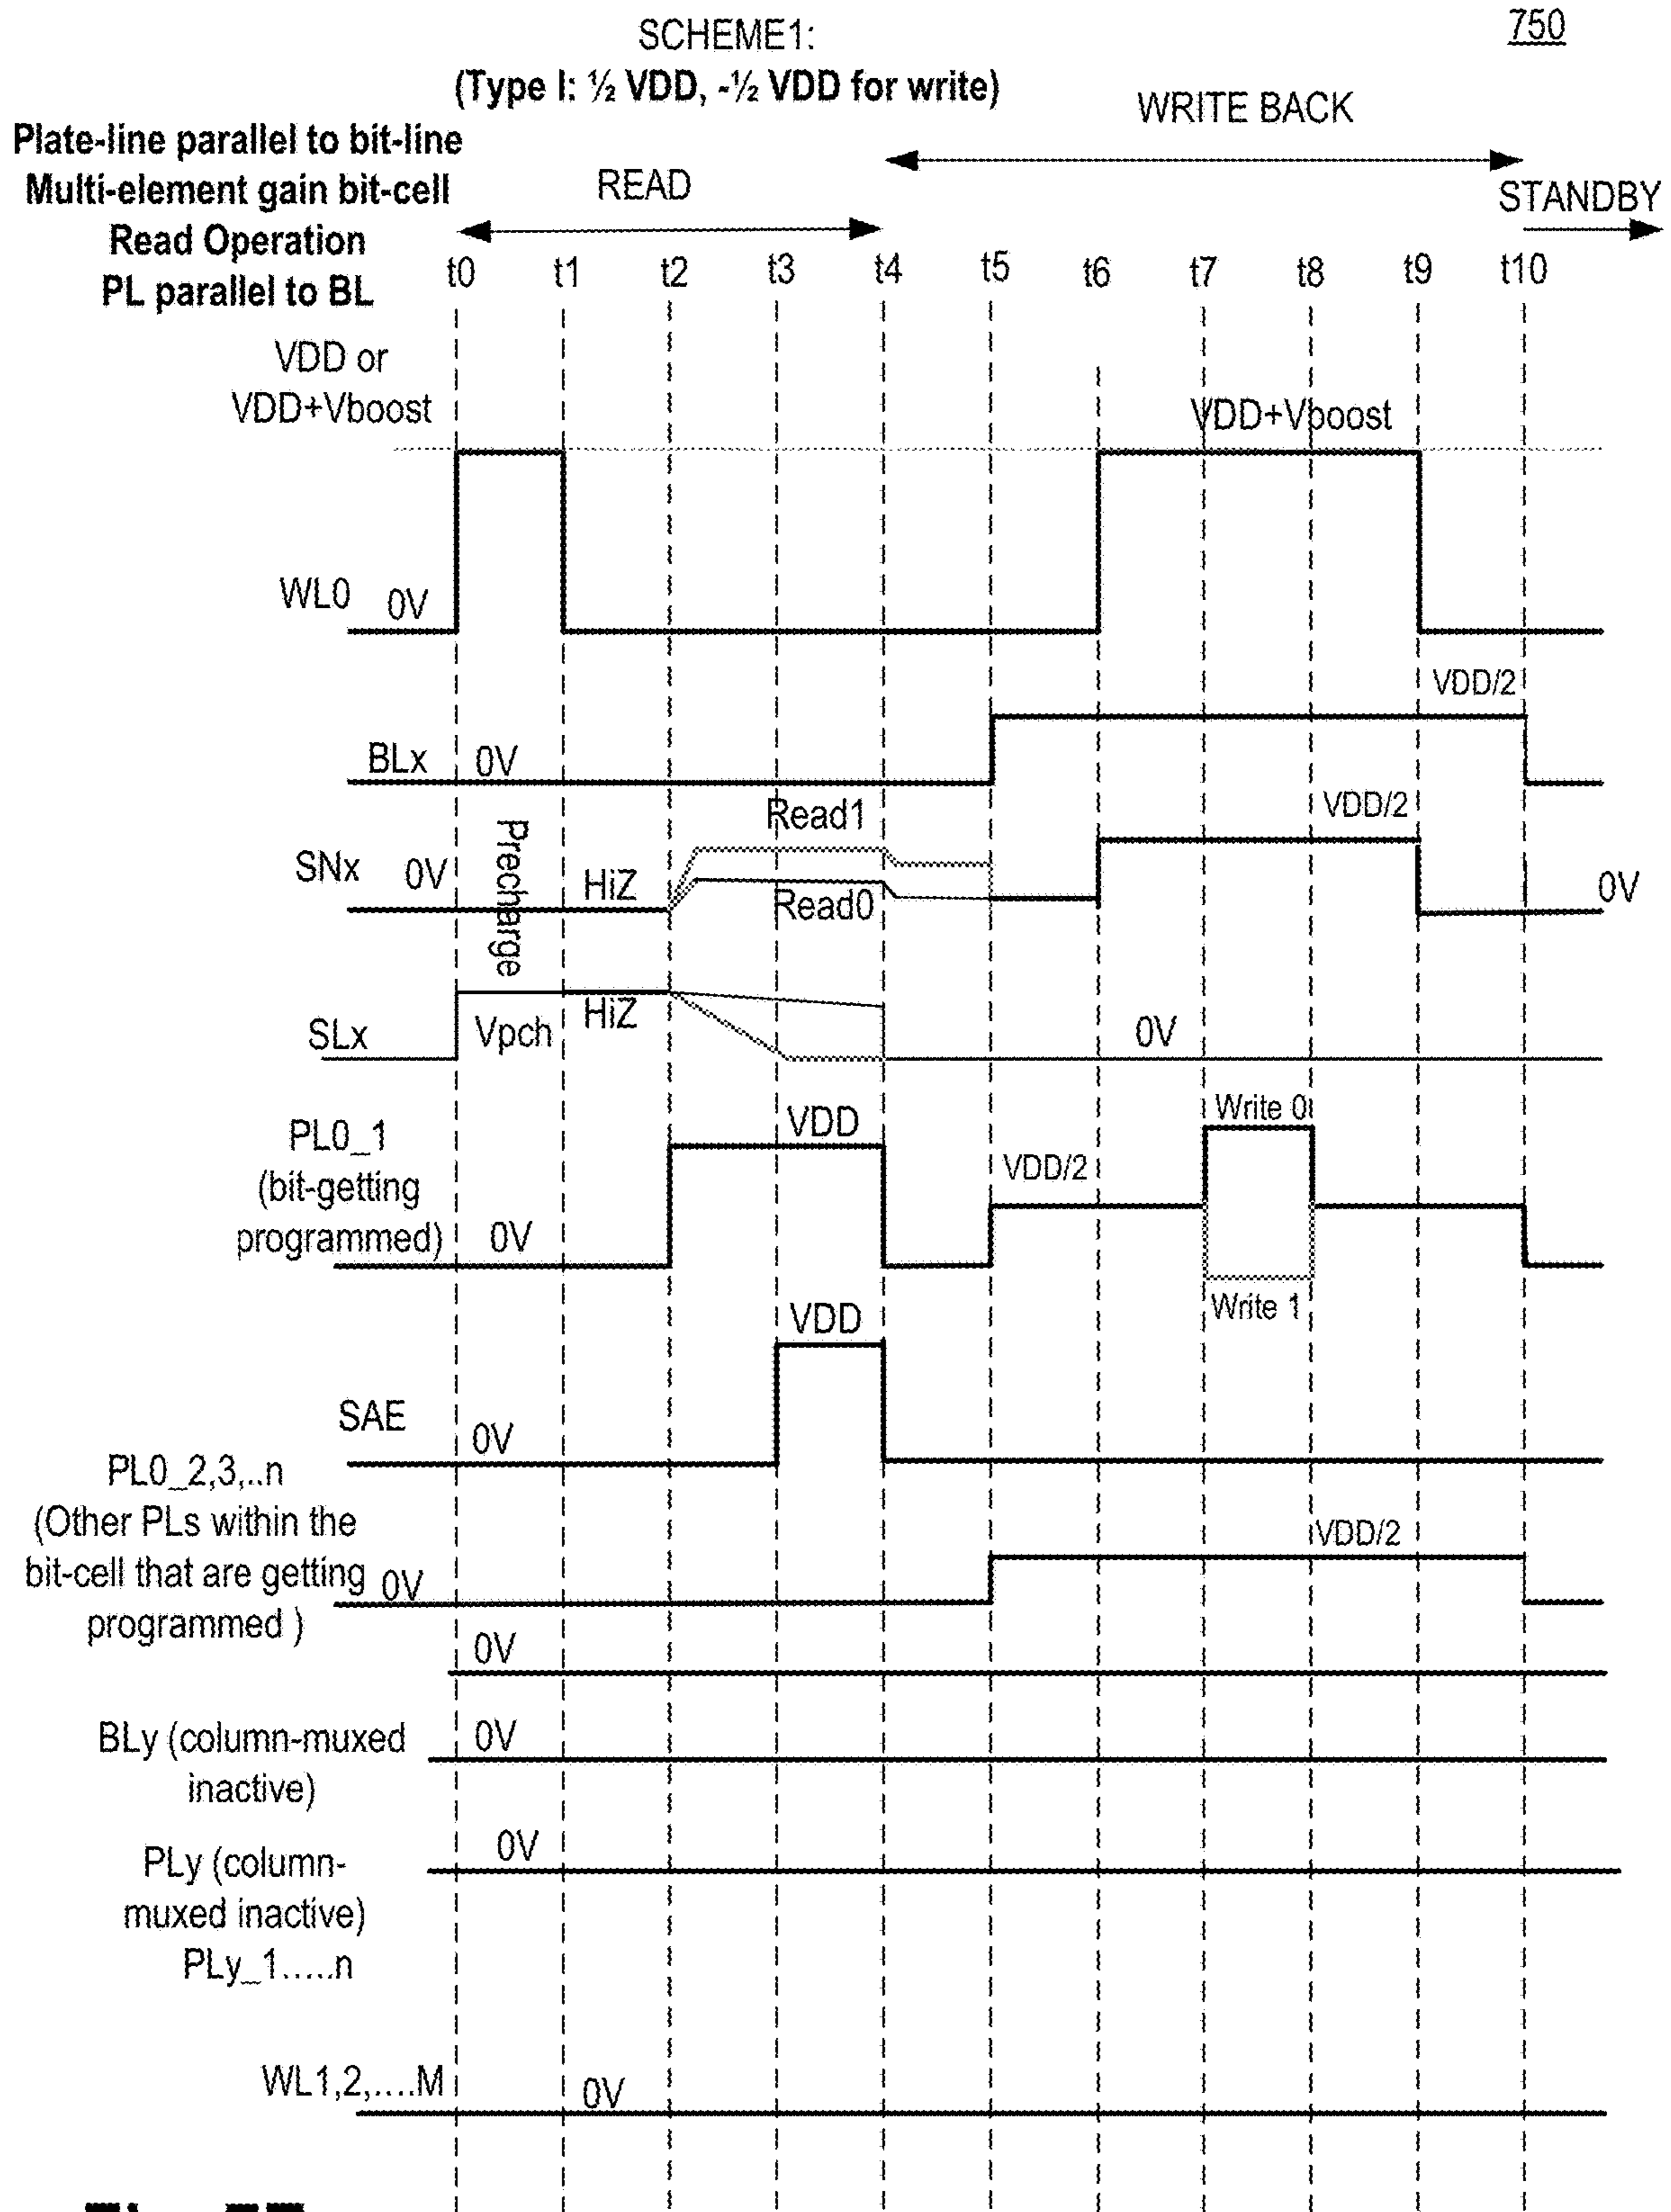 750
SCHEME1:
(Type I: ½ VDD, -½ VDD for write)
WRITE BACK
Plate-line parallel to bit-line
Multi-element gain bit-cell
Read Operation
PL parallel to BL
READ
STANDBY
t0 t1 t2 t3 t4 t5 t6 t7 t8 t9 t10
VDD or
VDD+Vboost
VDD+Vboost
WL0 0V
VDD/2
BLx 0V
Read1
VDD/2
SNx 0V
Precharge
HiZ
Read0
0V
SLx
Vpch
HiZ
0V
PL0_1
(bit-getting
programmed)
0V
VDD
VDD/2
Write 0
Write 1
VDD
SAE
0V
PL0_2,3,..n
(Other PLs within the
bit-cell that are getting
programmed )
0V
VDD/2
0V
BLy (column-muxed
inactive)
0V
PLy (column-
muxed inactive)
PLy_1.....n
0V
WL1,2,....M
0V